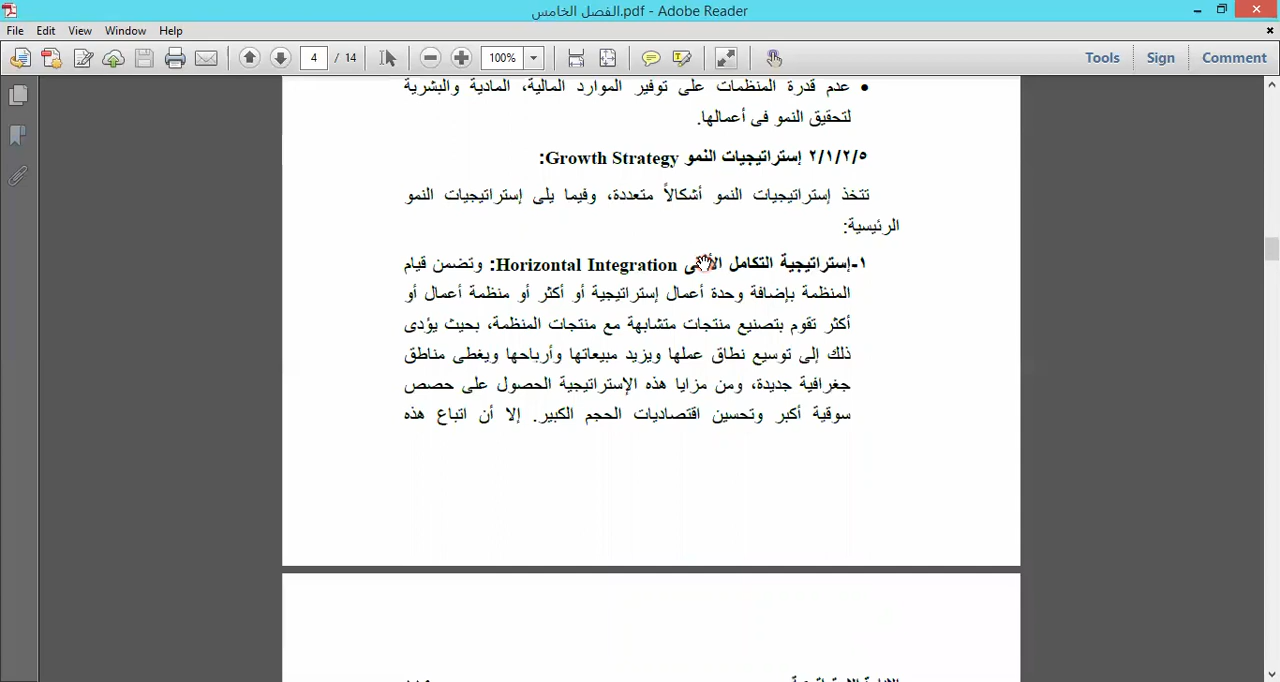 الفصل الخامس.pdf - Adobe Reader
File Edit View Window Help
4 / 14 100% Tools Sign Comment
• عدم قدرة المنظمات على توفير الموارد المالية، المادية والبشرية
لتحقيق النمو فى أعمالها.
٢/١/٢/٥ إستراتيجيات النمو Growth Strategy:
تتخذ إستراتيجيات النمو أشكالاً متعددة، وفيما يلى إستراتيجيات النمو
الرئيسية:
١-إستراتيجية التكامل Horizontal Integration: وتضمن قيام
المنظمة بإضافة وحدة أعمال إستراتيجية أو أكثر أو منظمة أعمال أو
أكثر تقوم بتصنيع منتجات متشابهة مع منتجات المنظمة، بحيث يؤدى
ذلك إلى توسيع نطاق عملها ويزيد مبيعاتها وأرباحها ويغطى مناطق
جغرافية جديدة، ومن مزايا هذه الإستراتيجية الحصول على حصص
سوقية أكبر وتحسين اقتصاديات الحجم الكبير. إلا أن اتباع هذه